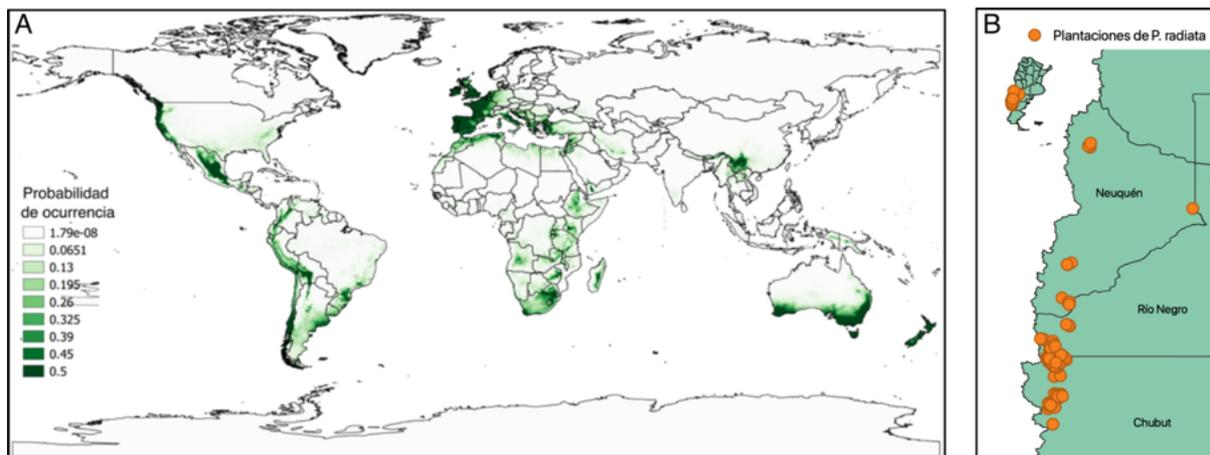 A
Probabilidad
de ocurrencia
1.79e-08
0.0651
0.13
0.195
0.26
0.325
0.39
0.45
0.5
B
Plantaciones de P. radiata
Neuquén
Río Negro
Chubut